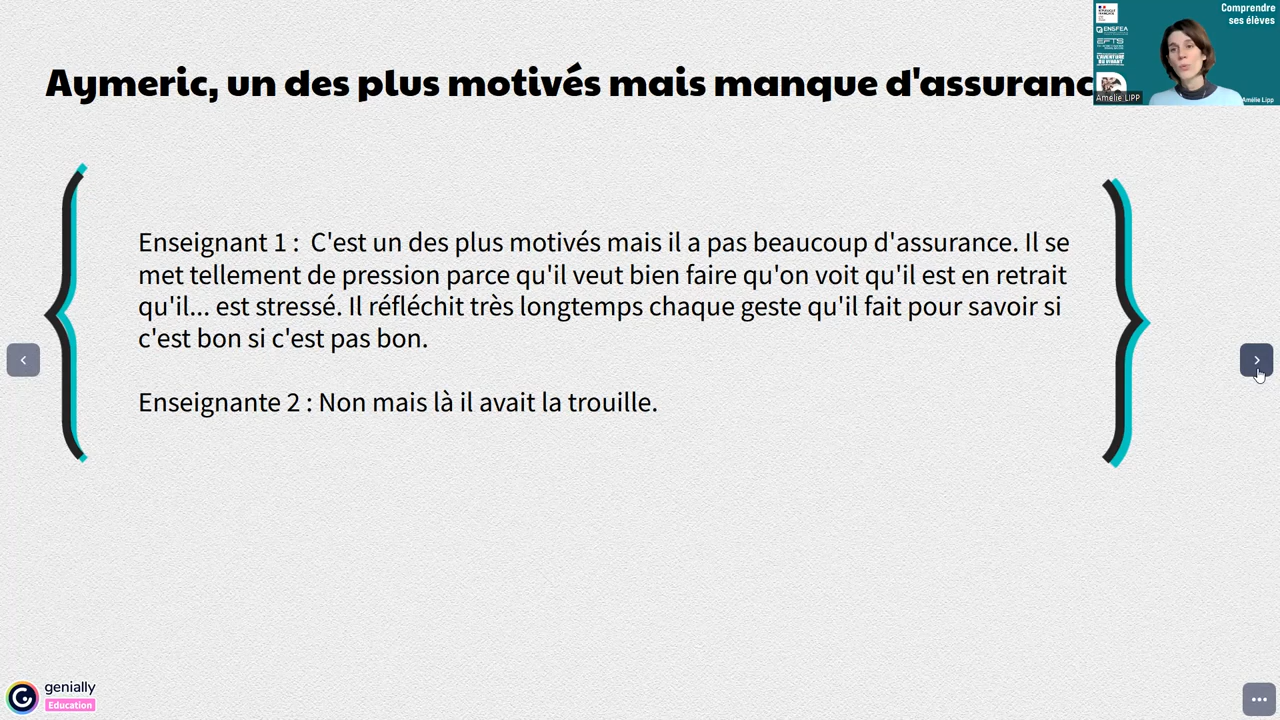 Comprendre
ses élèves
ENSFEA
Aymeric, un des plus motivés mais manque d'assuranc
Amélie LIPP
Amélie Lipp
Enseignant 1 : C'est un des plus motivés mais il a pas beaucoup d'assurance. Il se
met tellement de pression parce qu'il veut bien faire qu'on voit qu'il est en retrait
qu'il... est stressé. Il réfléchit très longtemps chaque geste qu'il fait pour savoir si
c'est bon si c'est pas bon.
Enseignante 2 : Non mais là il avait la trouille.
genially
Education